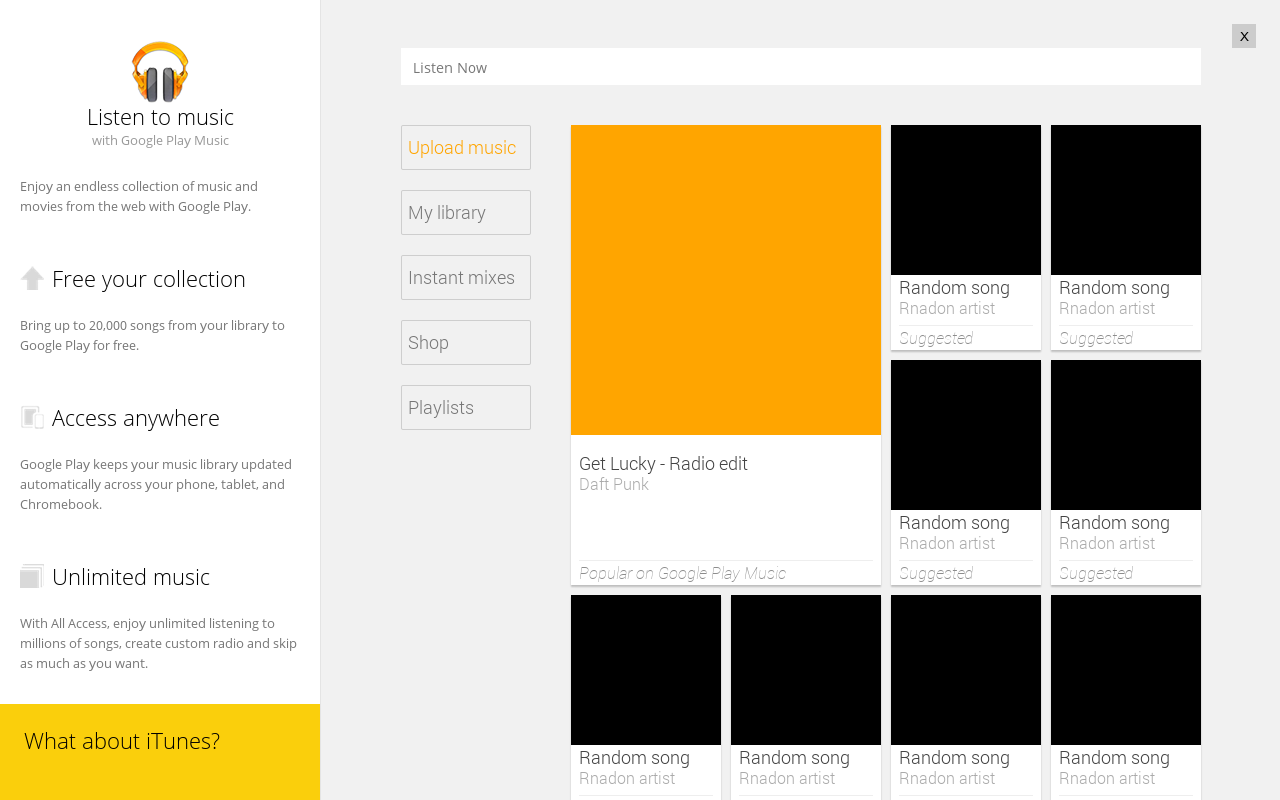 Listen to music
with Google Play Music
Enjoy an endless collection of music and
movies from the web with Google Play.
Free your collection
Bring up to 20,000 songs from your library to
Google Play for free.
Access anywhere
Google Play keeps your music library updated
automatically across your phone, tablet, and
Chromebook.
Unlimited music
With All Access, enjoy unlimited listening to
millions of songs, create custom radio and skip
as much as you want.
What about iTunes?
X
Listen Now
Upload music
My library
Instant mixes
Shop
Playlists
Get Lucky - Radio edit
Daft Punk
Popular on Google Play Music
Random song
Rnadon artist
Suggested
Random song
Rnadon artist
Suggested
Random song
Rnadon artist
Suggested
Random song
Rnadon artist
Suggested
Random song
Rnadon artist
Random song
Rnadon artist
Random song
Rnadon artist
Random song
Rnadon artist